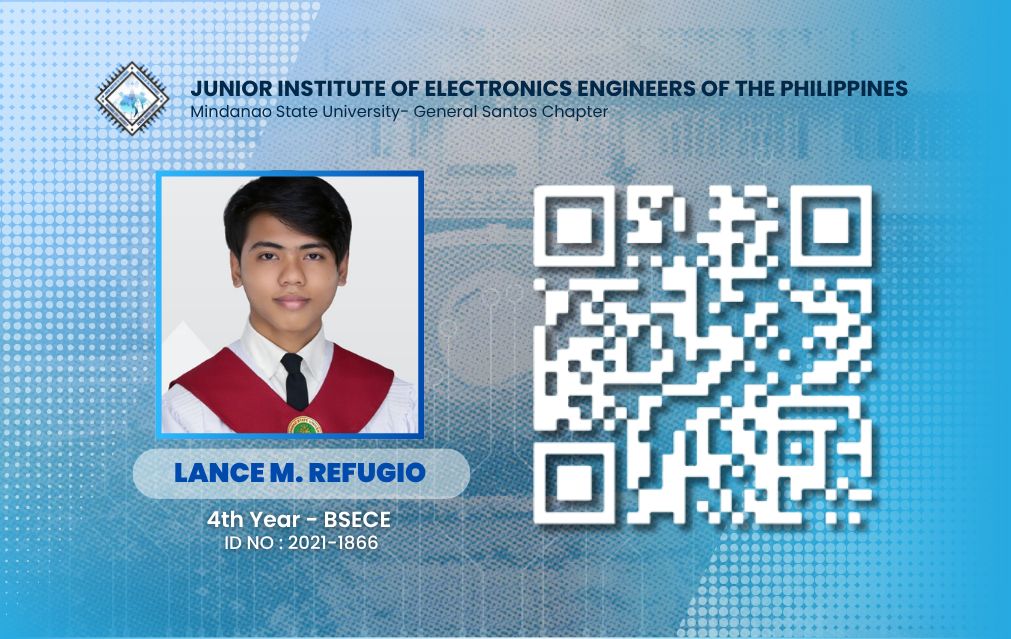 JUNIOR INSTITUTE OF ELECTRONICS ENGINEERS OF THE PHILIPPINES
Mindanao State University- General Santos Chapter
LANCE M. REFUGIO
4th Year - BSECE
ID NO : 2021-1866